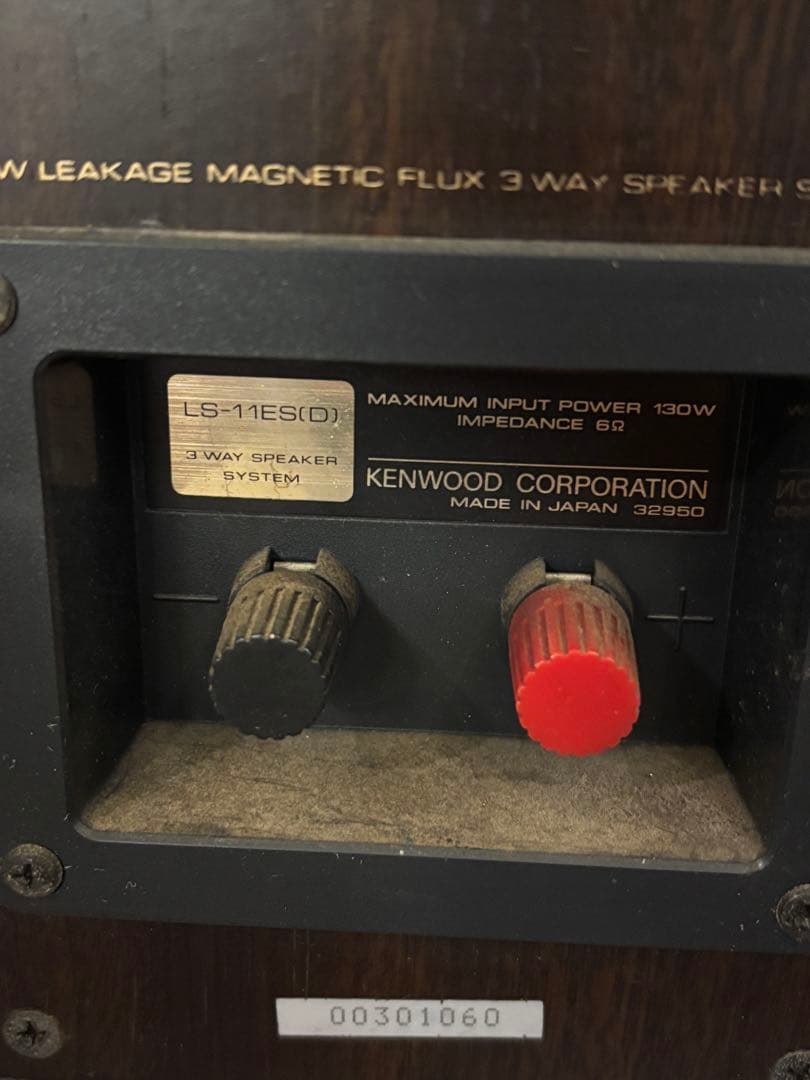 W LEAKAGE MAGNETIC FLUX 3 WAY SPEAKER S
LS-11ES(D)
3 WAY SPEAKER
SYSTEM
MAXIMUM INPUT POWER 130W
IMPEDANCE 6Ω
KENWOOD CORPORATION
MADE IN JAPAN 32950
−
+
00301060